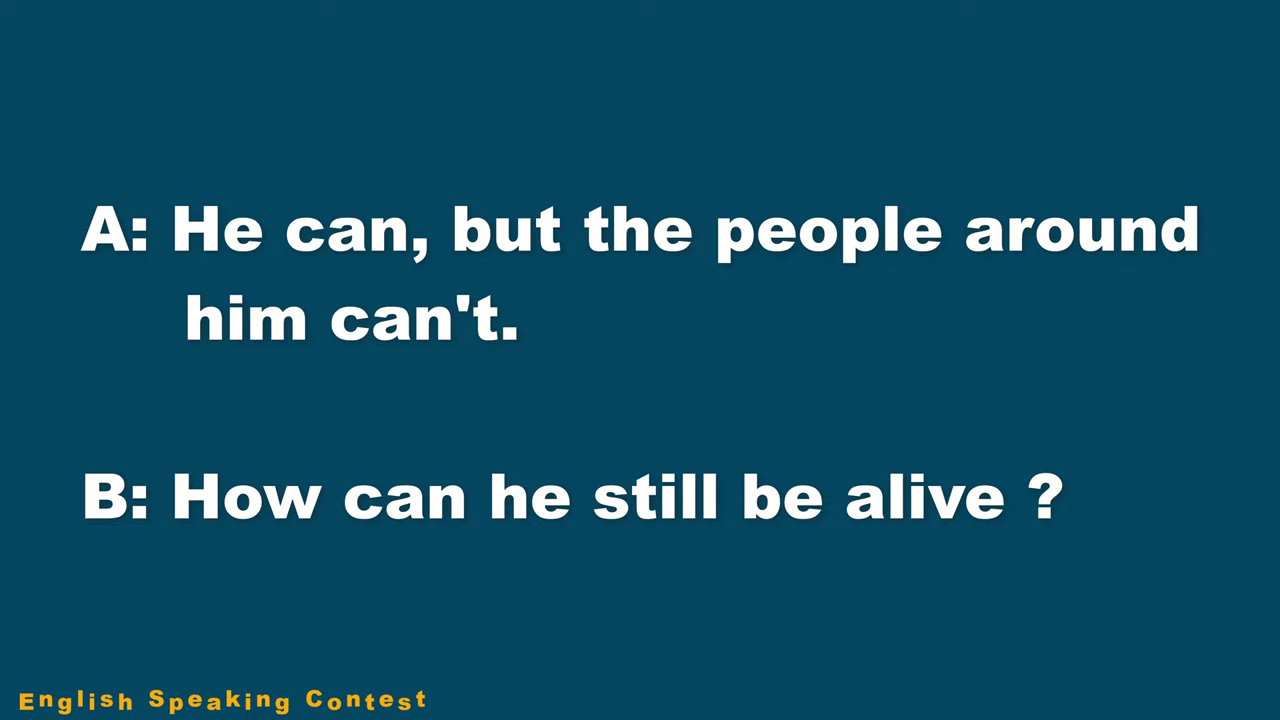 A: He can, but the people around
him can't.
B: How can he still be alive ?
English Speaking Contest